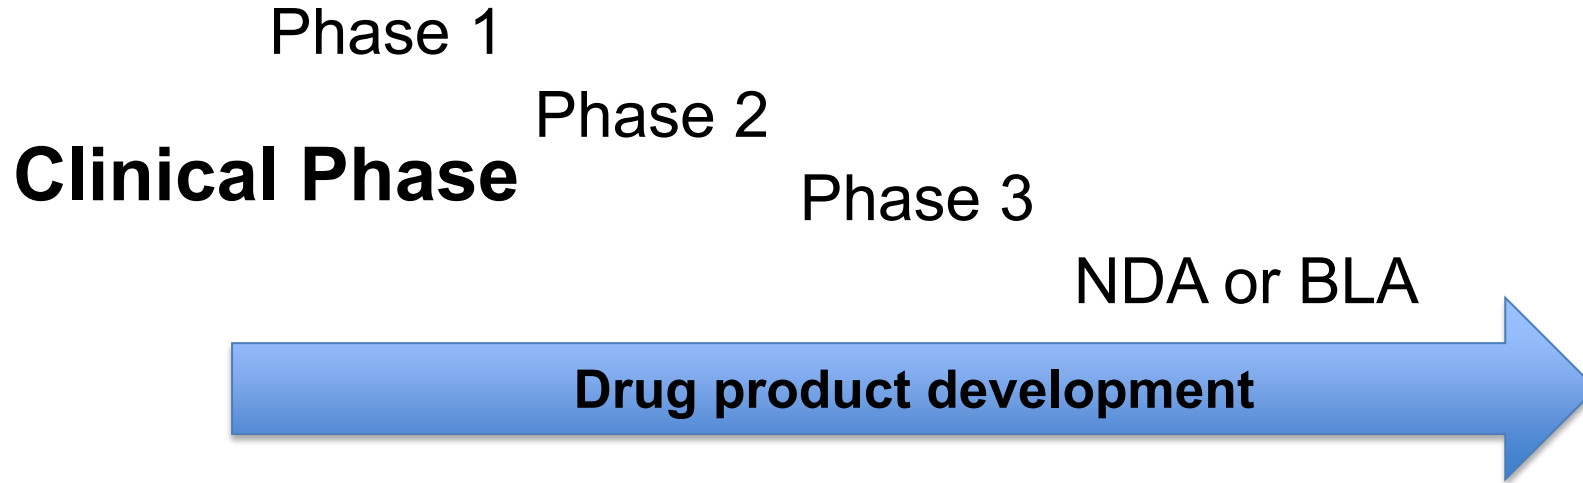 Phase 1
Phase 2
Clinical Phase
Phase 3
NDA or BLA
Drug product development